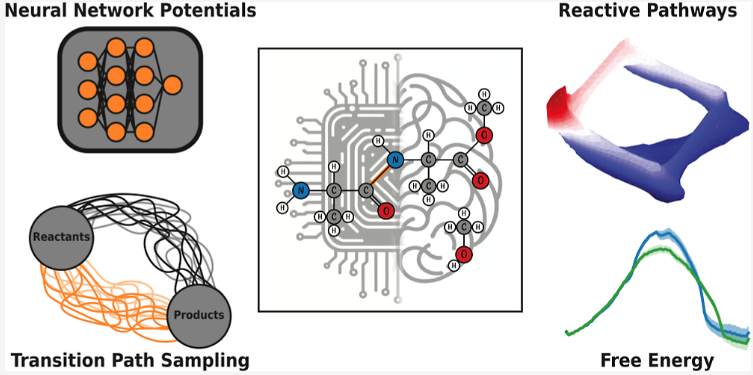 Neural Network Potentials
Reactive Pathways
H
H C H
H O
H
N C C
H
H
O
H C H
N C C
H
H
O
H
H C H
H C H
H
O
H
Reactants
Products
Transition Path Sampling
Free Energy